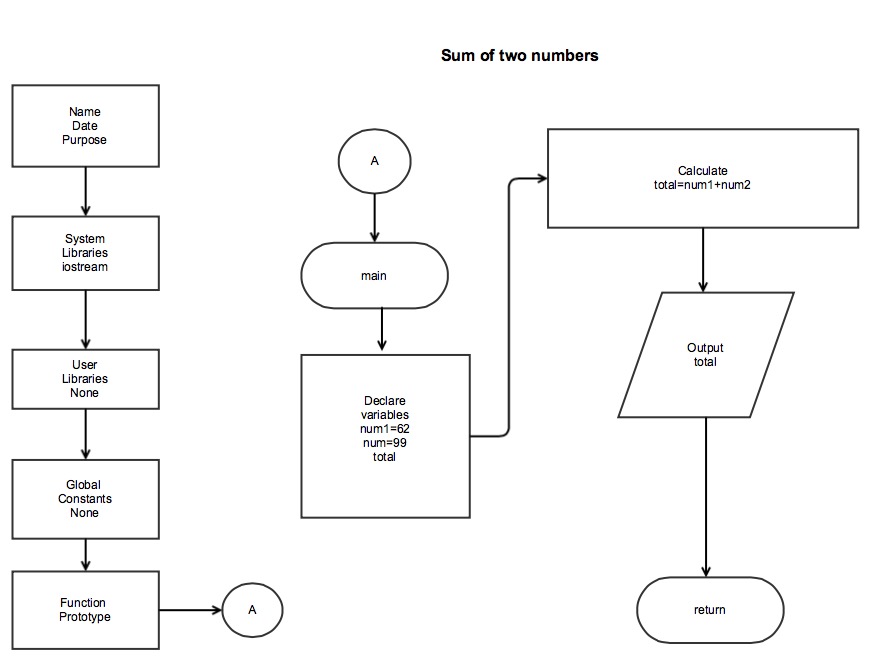 Sum of two numbers
Name
Date
Purpose
System
Libraries
iostream
User
Libraries
None
Global
Constants
None
Function
Prototype
A
A
main
Declare
variables
num1=62
num=99
total
Calculate
total=num1+num2
Output
total
return